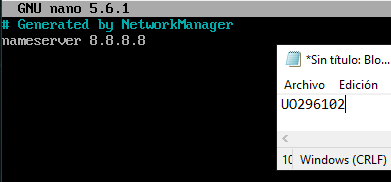 GNU nano 5.6.1
# Generated by NetworkManager
nameserver 8.8.8.8
*Sin título: Blo...
Archivo Edición
UO296102
10 Windows (CRLF)